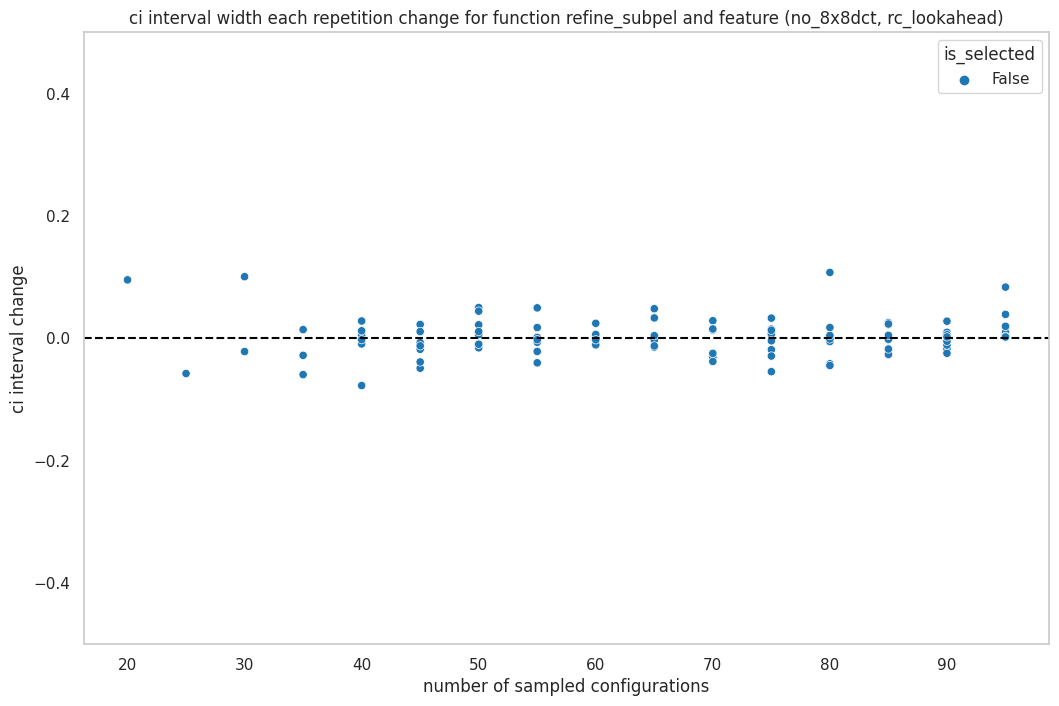 ci interval width each repetition change for function refine_subpel and feature (no_8x8dct, rc_lookahead)
is_selected
False
ci interval change
0.4
0.2
0.0
−0.2
−0.4
20 30 40 50 60 70 80 90
number of sampled configurations